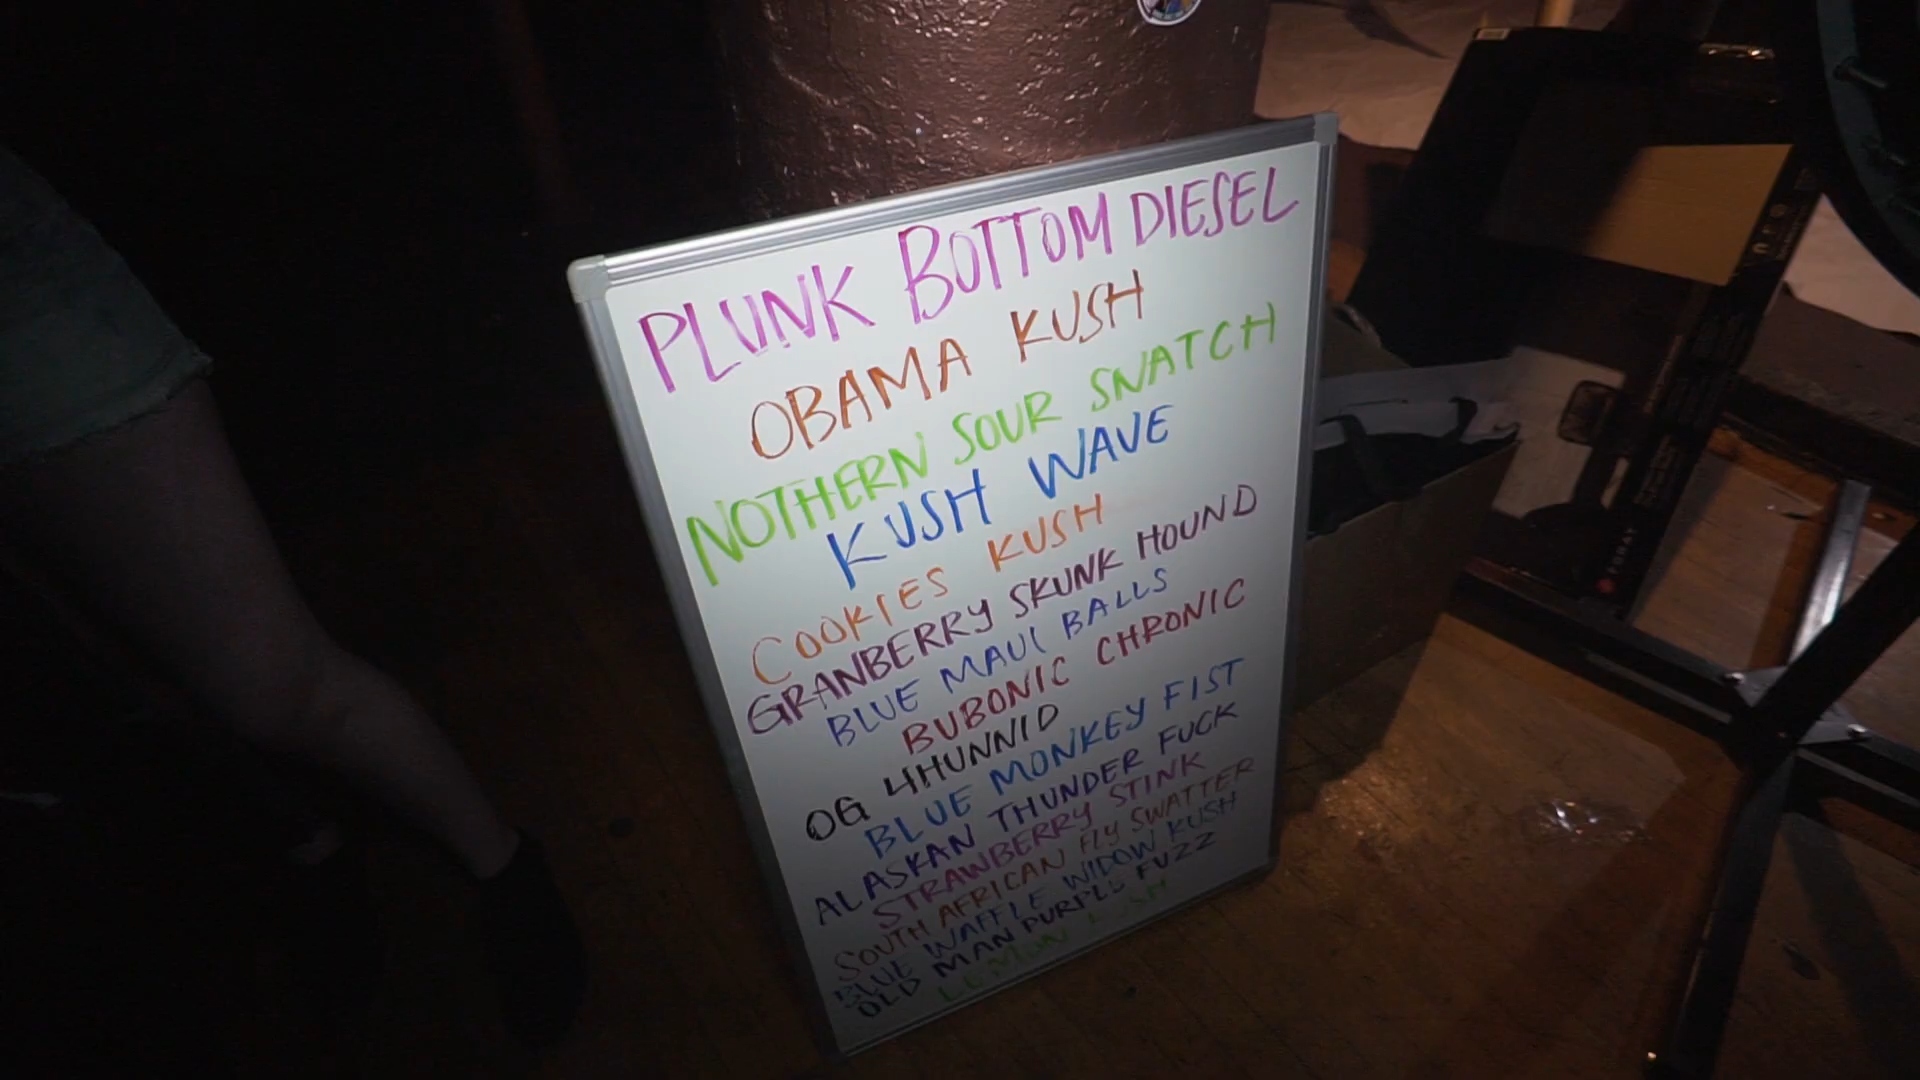 PLUNK BOTTOM DIESEL
OBAMA KUSH
NOTHERN SOUR SNATCH
KUSH WAVE
COOKIES KUSH
GRANBERRY SKUNK HOUND
BLUE MAUI BALLS
BUBONIC CHRONIC
OG 4HUNNID
BLUE MONKEY FIST
ALASKAN THUNDER FUCK
STRAWBERRY STINK
SOUTH AFRICAN FLY SWATTER
BLUE WAFFLE WIDOW KUSH
OLD MAN PURPLE FUZZ
LEMON KUSH